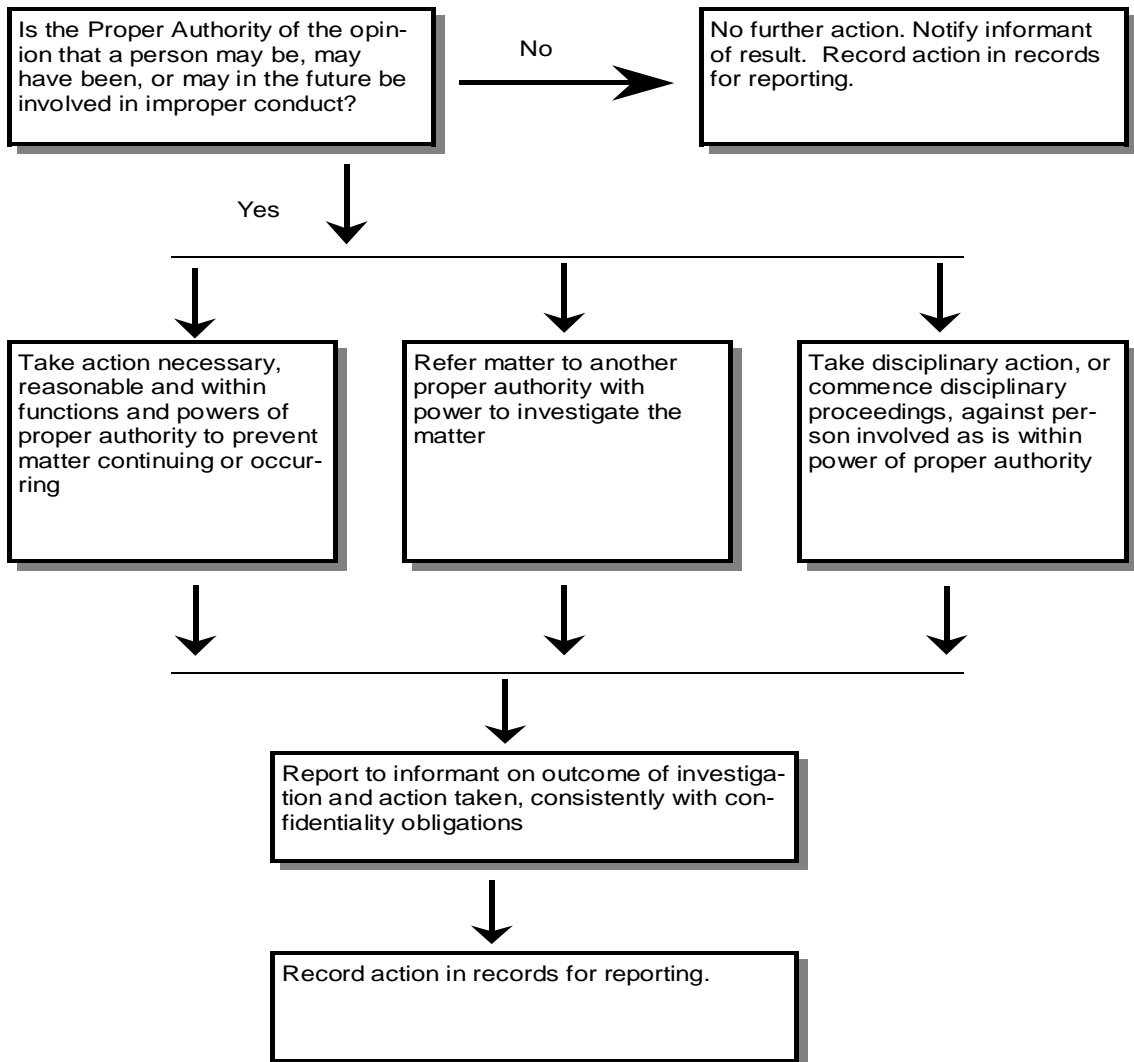 Is the Proper Authority of the opin-
ion that a person may be, may
have been, or may in the future be
involved in improper conduct?
No
No further action. Notify informant
of result.  Record action in records
for reporting.
Yes
Take action necessary,
reasonable and within
functions and powers of
proper authority to prevent
matter continuing or occur-
ring
Refer matter to another
proper authority with
power to investigate the
matter
Take disciplinary action, or
commence disciplinary
proceedings, against per-
son involved as is within
power of proper authority
Report to informant on outcome of investiga-
tion and action taken, consistently with con-
fidentiality obligations
Record action in records for reporting.